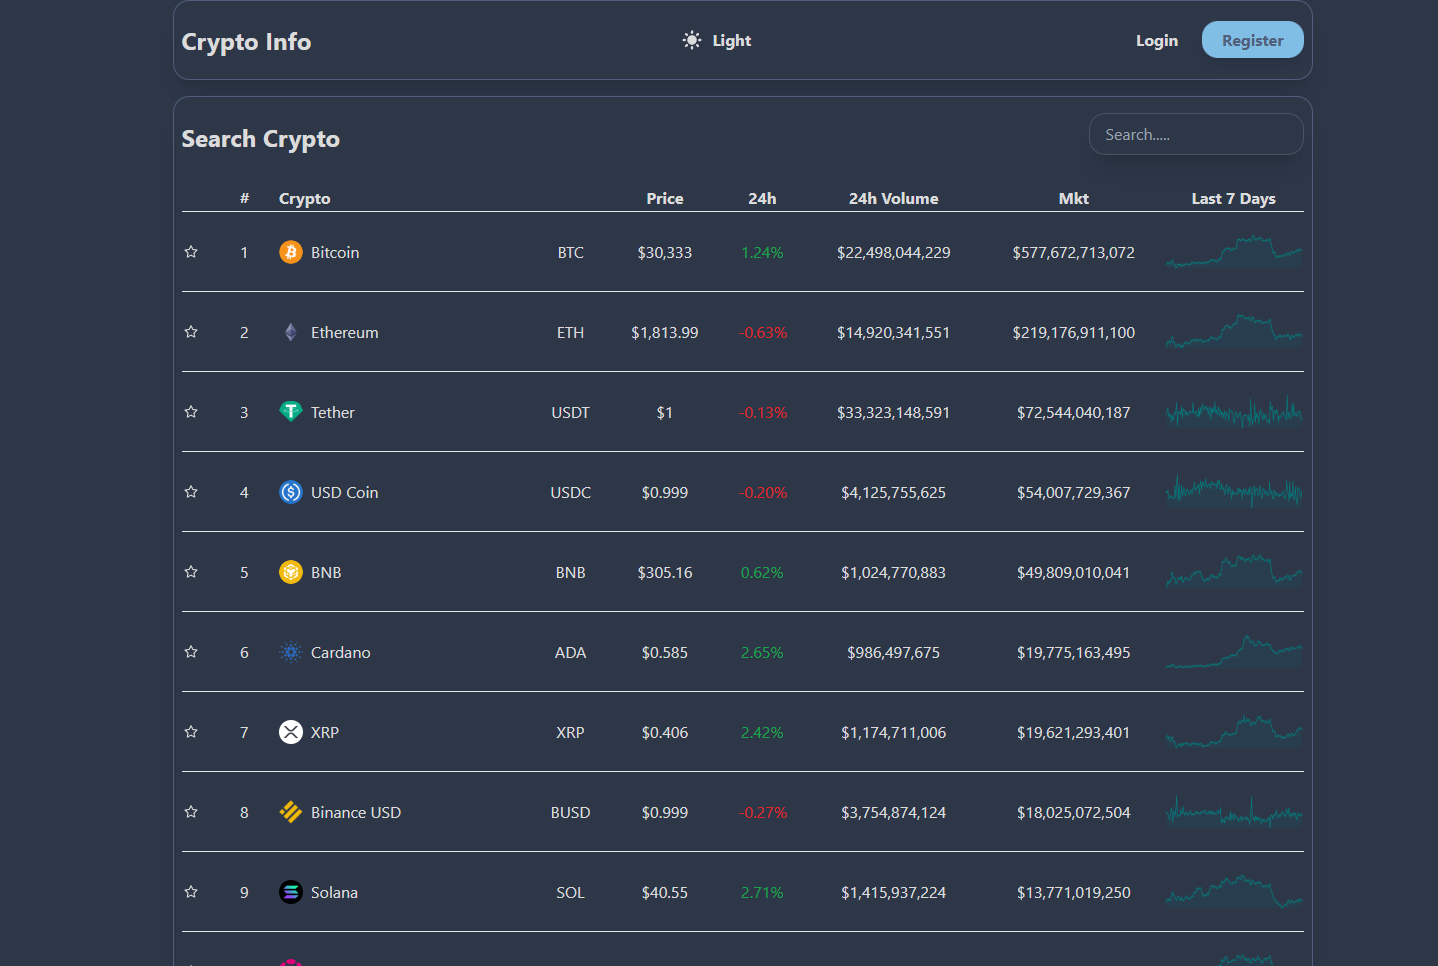 Crypto Info Light Login Register
Search Crypto Search.....
# Crypto Price 24h 24h Volume Mkt Last 7 Days
1 Bitcoin BTC $30,333 1.24% $22,498,044,229 $577,672,713,072
2 Ethereum ETH $1,813.99 -0.63% $14,920,341,551 $219,176,911,100
3 Tether USDT $1 -0.13% $33,323,148,591 $72,544,040,187
4 USD Coin USDC $0.999 -0.20% $4,125,755,625 $54,007,729,367
5 BNB BNB $305.16 0.62% $1,024,770,883 $49,809,010,041
6 Cardano ADA $0.585 2.65% $986,497,675 $19,775,163,495
7 XRP XRP $0.406 2.42% $1,174,711,006 $19,621,293,401
8 Binance USD BUSD $0.999 -0.27% $3,754,874,124 $18,025,072,504
9 Solana SOL $40.55 2.71% $1,415,937,224 $13,771,019,250